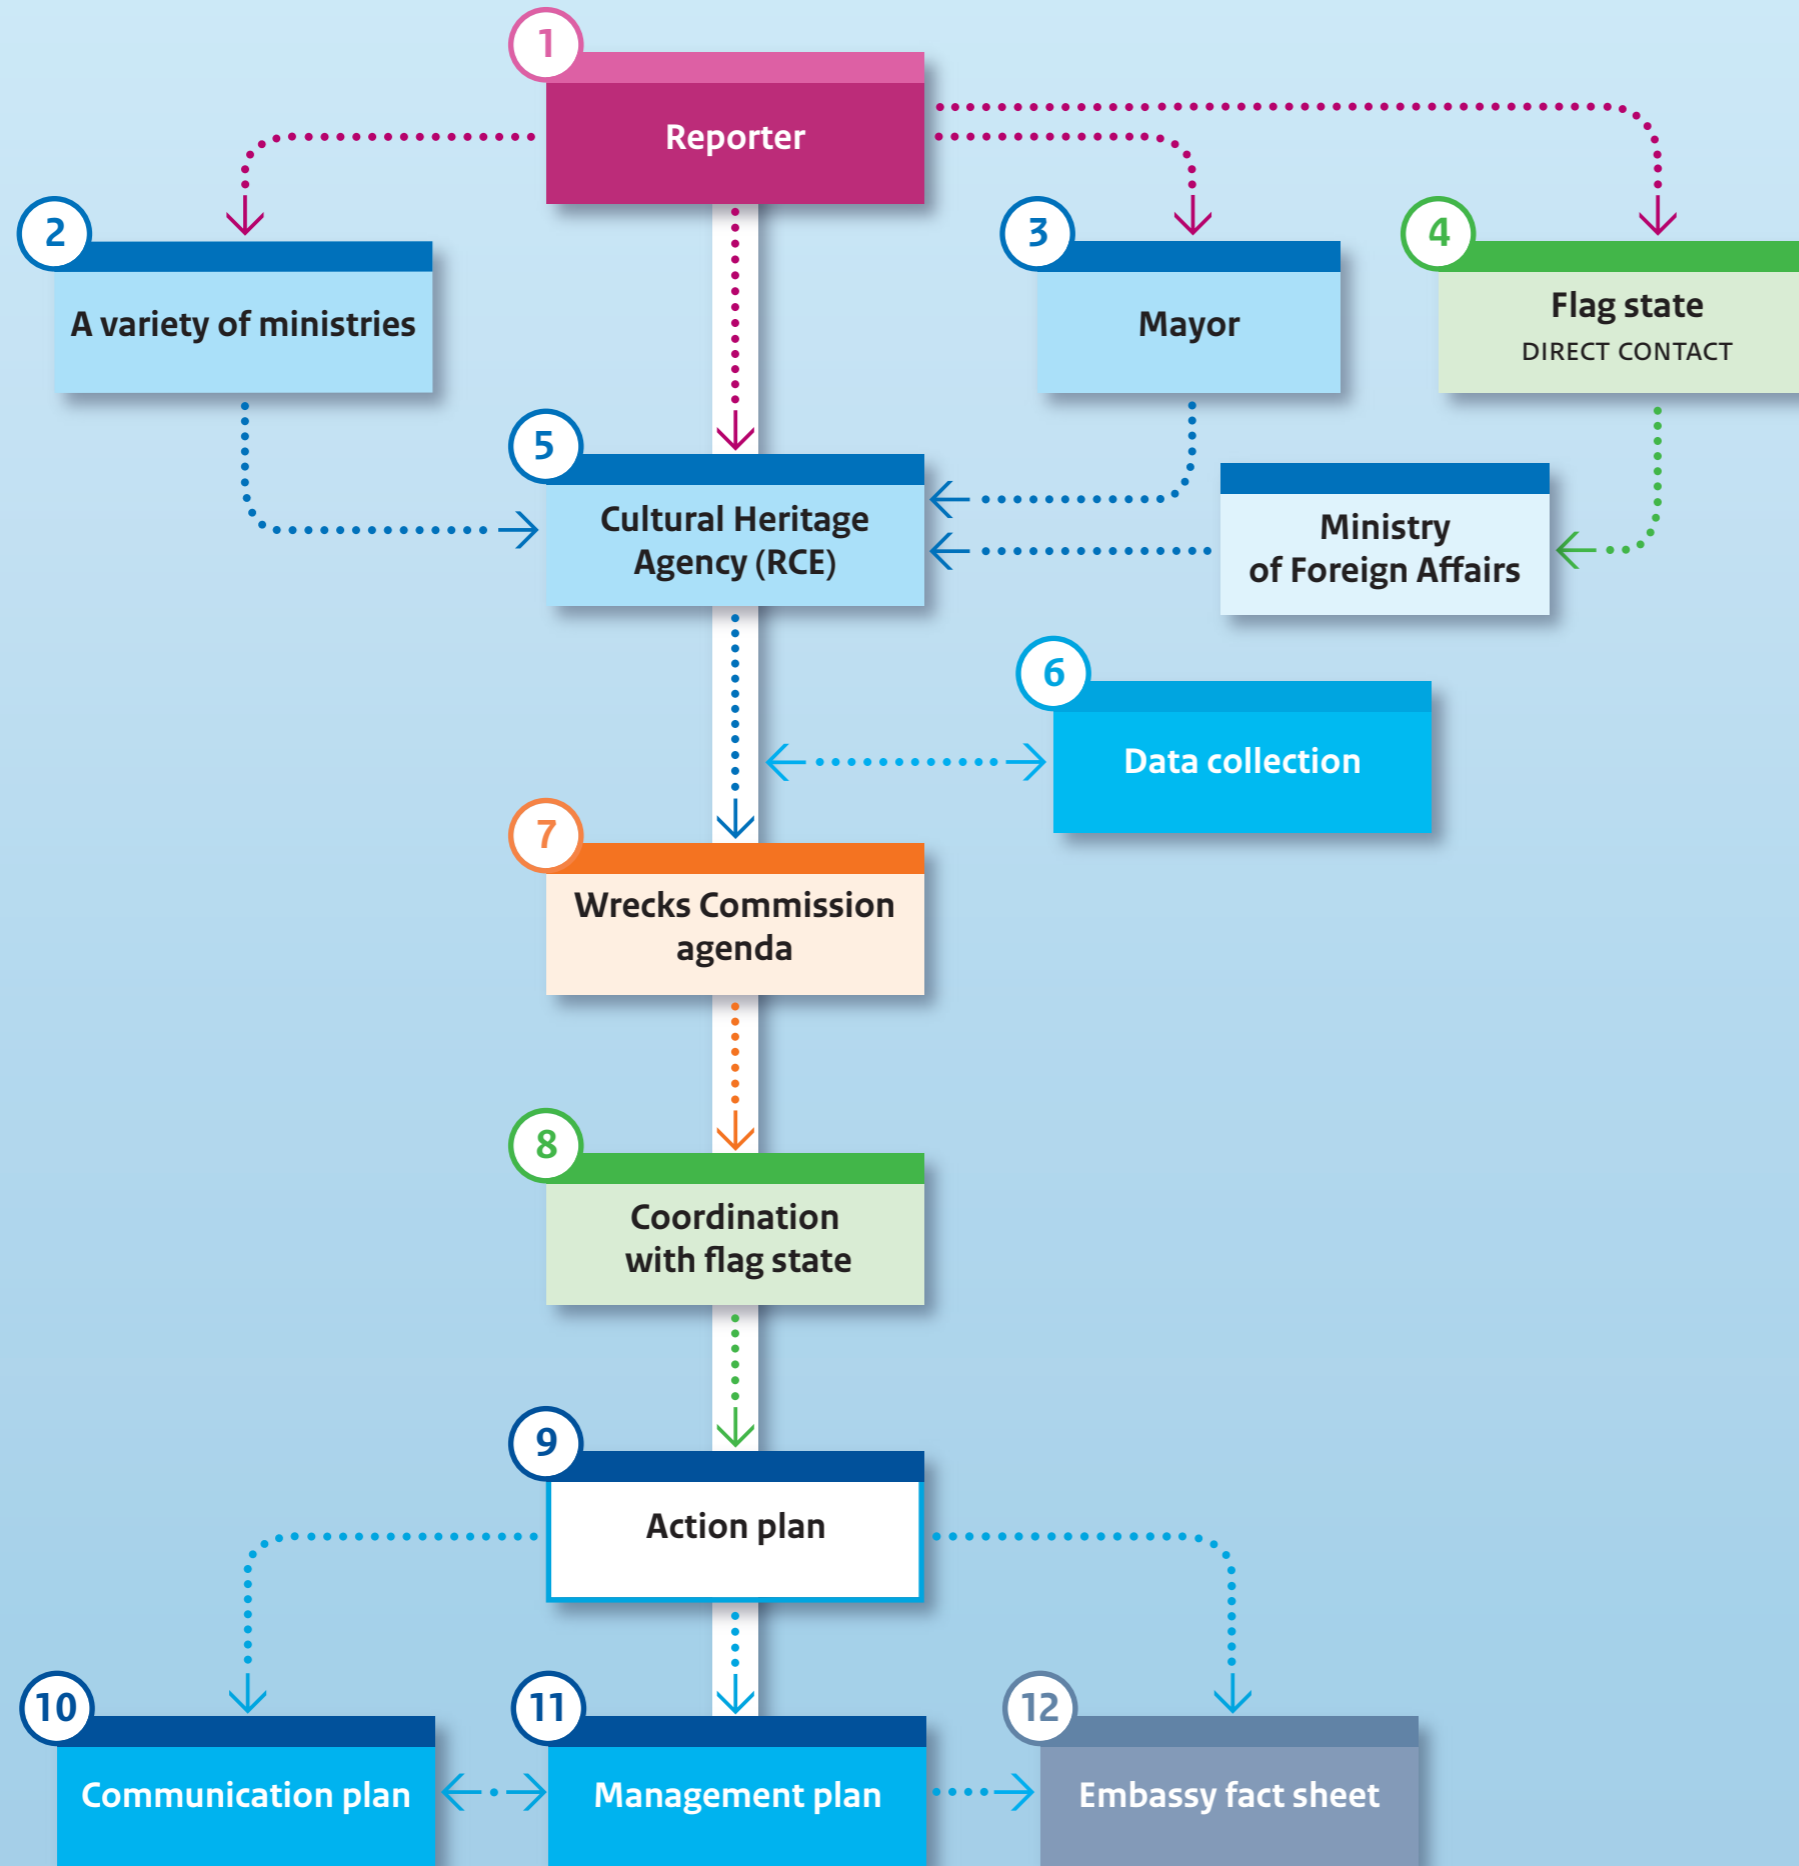 1
Reporter
2
A variety of ministries
3
Mayor
4
Flag state
DIRECT CONTACT
5
Cultural Heritage
Agency (RCE)
Ministry
of Foreign Affairs
6
Data collection
7
Wrecks Commission
agenda
8
Coordination
with flag state
9
Action plan
10
Communication plan
11
Management plan
12
Embassy fact sheet